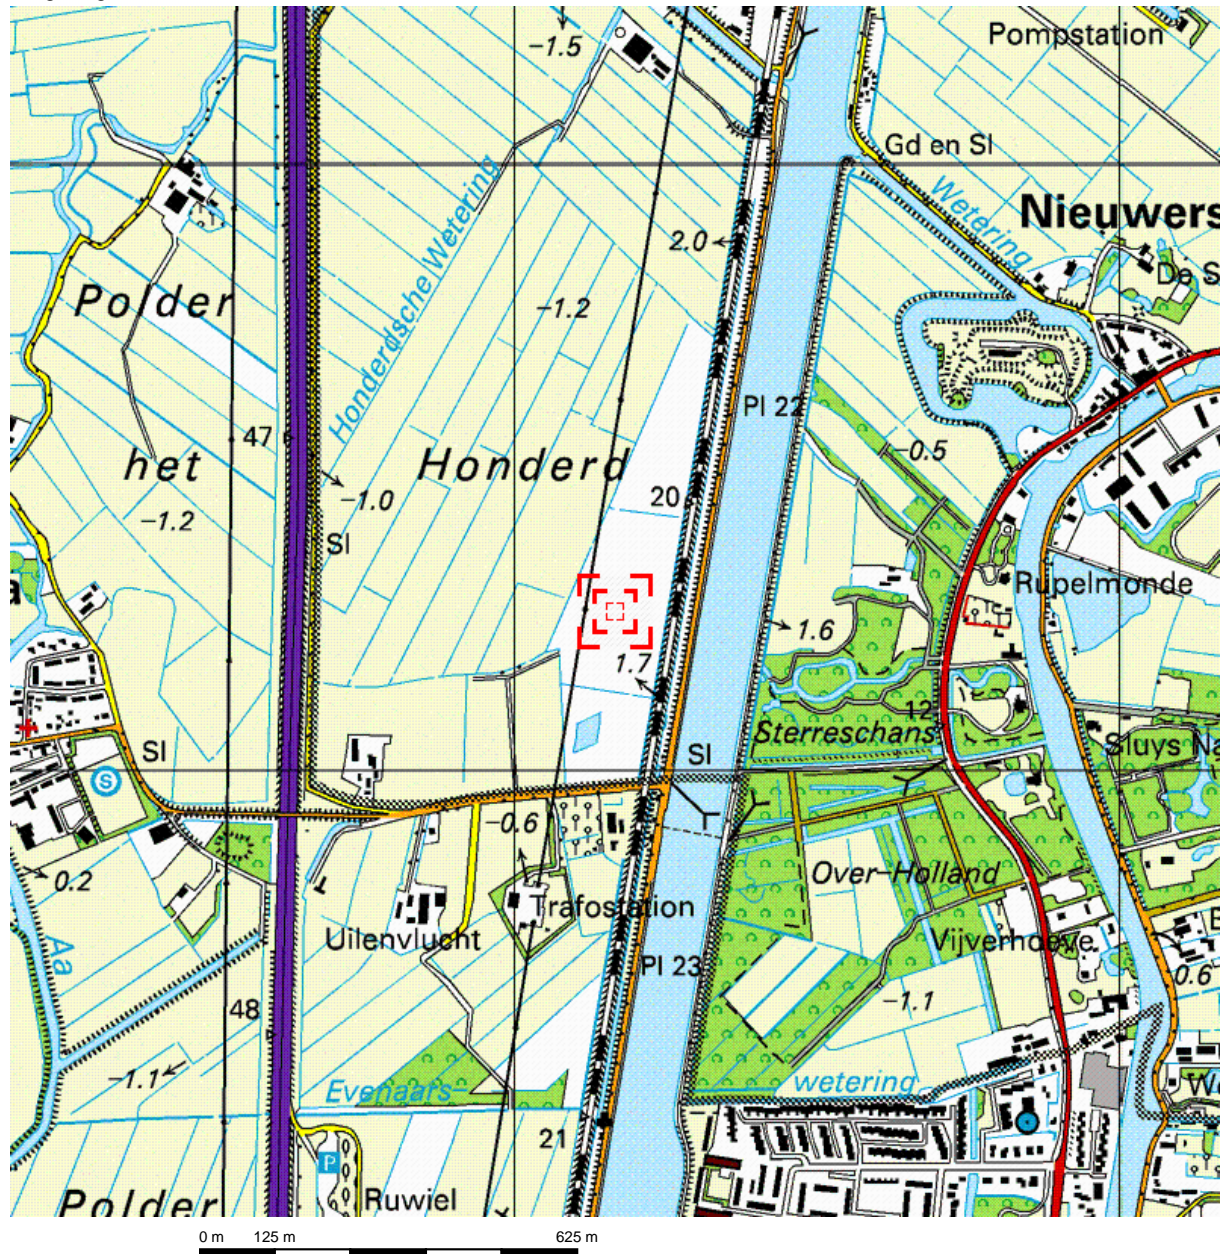 -1.5
Pompstation
Gd en Sl
Wetering
Nieuwers
De S
Honderdsche Wetering
2.0
Polder
-1.2
Pl 22
47
het
Honderd
-0.5
-1.0
20
-1.2
Sl
a
Rupelmonde
1.6
1.7
12
Sterreschans
Sluys Na
Sl
Sl
S
-0.6
0.2
Over-Holland
Trafostation
Aa
Uilenvlucht
Vijverhoeve
B
Pl 23
0.6
-1.1
48
-1.1
Evenaars
wetering
We
21
P
Ruwiel
Polder
0 m 125 m 625 m